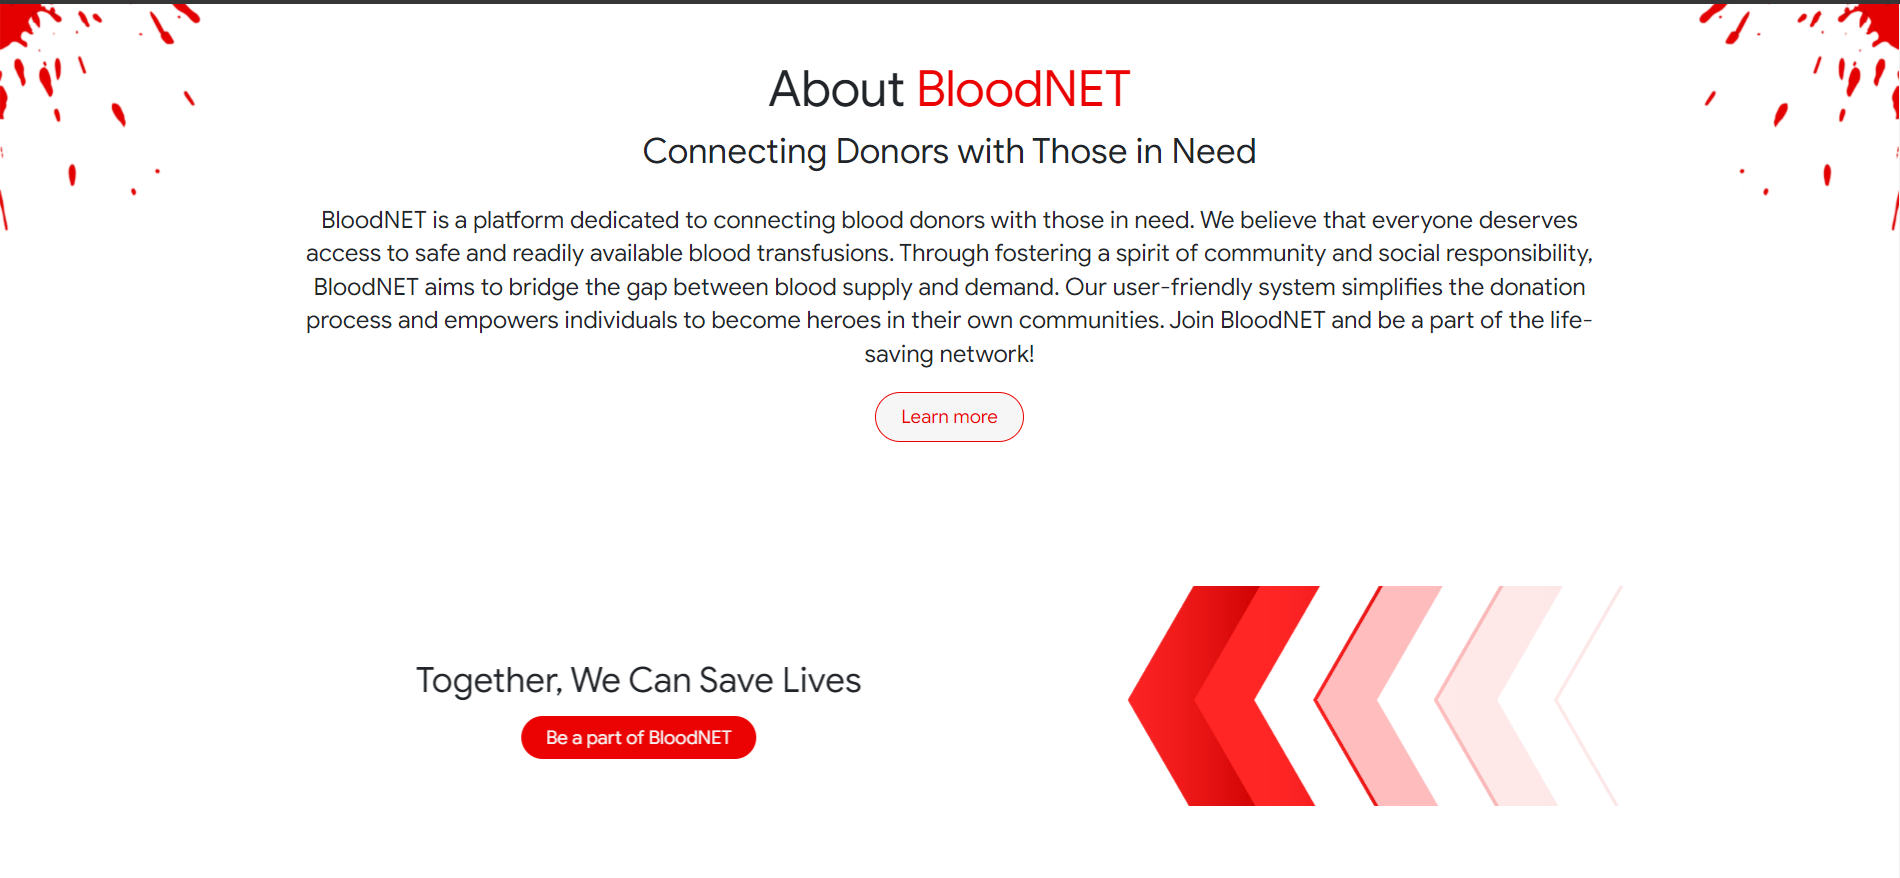 About BloodNET
Connecting Donors with Those in Need
BloodNET is a platform dedicated to connecting blood donors with those in need. We believe that everyone deserves
access to safe and readily available blood transfusions. Through fostering a spirit of community and social responsibility,
BloodNET aims to bridge the gap between blood supply and demand. Our user-friendly system simplifies the donation
process and empowers individuals to become heroes in their own communities. Join BloodNET and be a part of the life-
saving network!
Learn more
Together, We Can Save Lives
Be a part of BloodNET